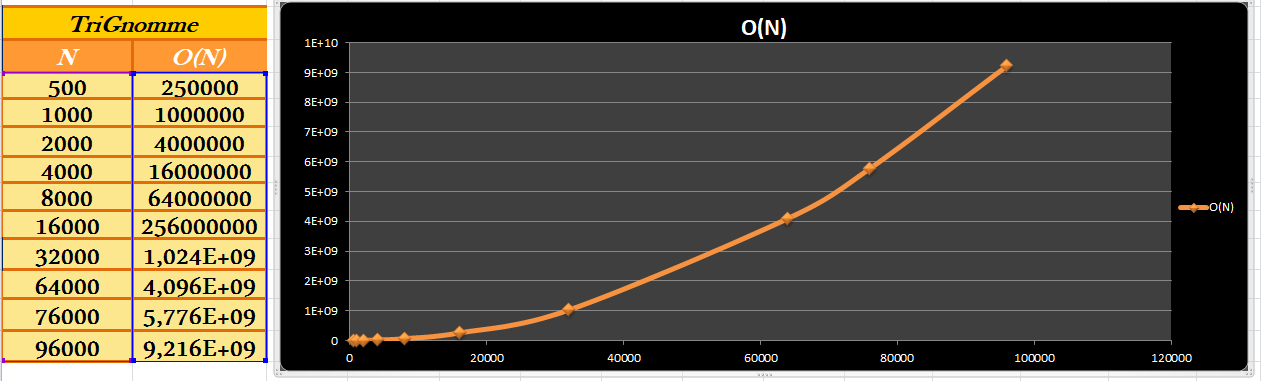 TriGnomme
N O(N)
500 250000
1000 1000000
2000 4000000
4000 16000000
8000 64000000
16000 256000000
32000 1,024E+09
64000 4,096E+09
76000 5,776E+09
96000 9,216E+09
O(N)
1E+10
9E+09
8E+09
7E+09
6E+09
5E+09
4E+09
3E+09
2E+09
1E+09
0
0 20000 40000 60000 80000 100000 120000
O(N)